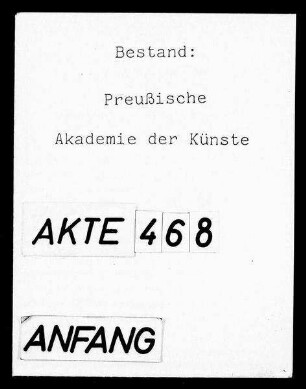 Bestand:
Preußische
Akademie der Künste
AKTE 468
ANFANG